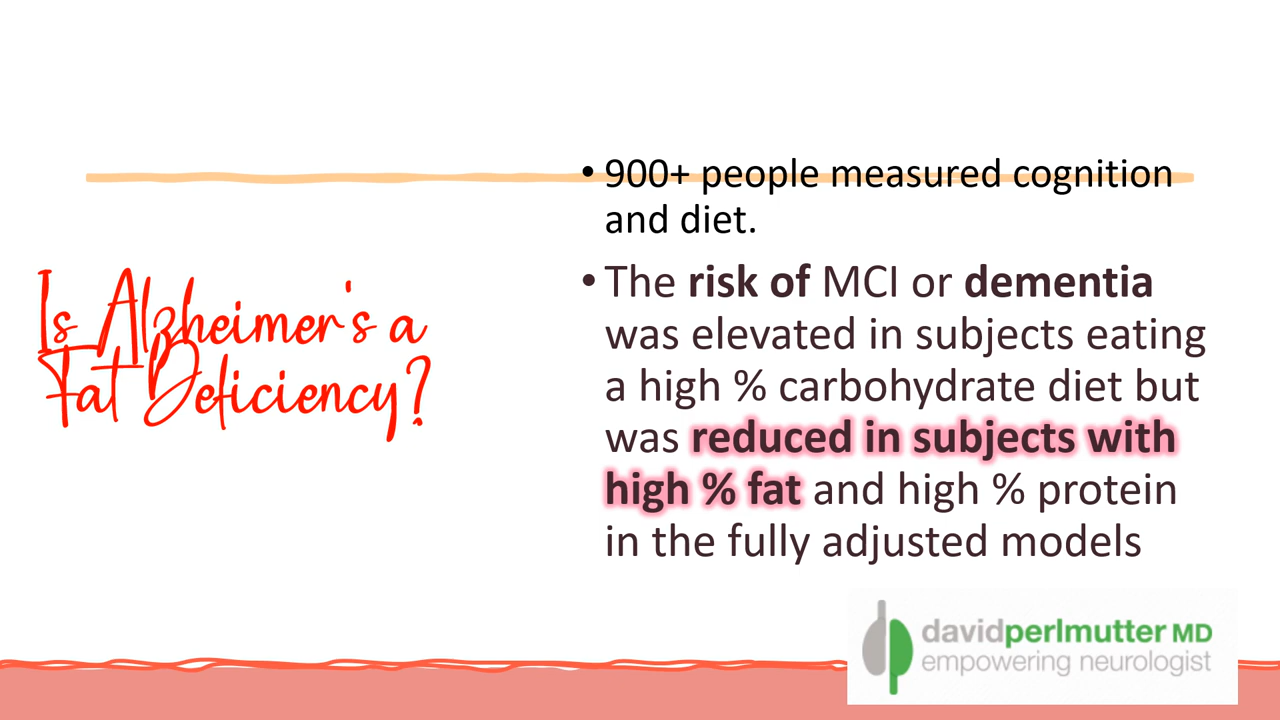 Is Alzheimer's a
Fat Deficiency?
• 900+ people measured cognition
and diet.
• The risk of MCI or dementia
was elevated in subjects eating
a high % carbohydrate diet but
was reduced in subjects with
high % fat and high % protein
in the fully adjusted models
davidperlmutter MD
empowering neurologist